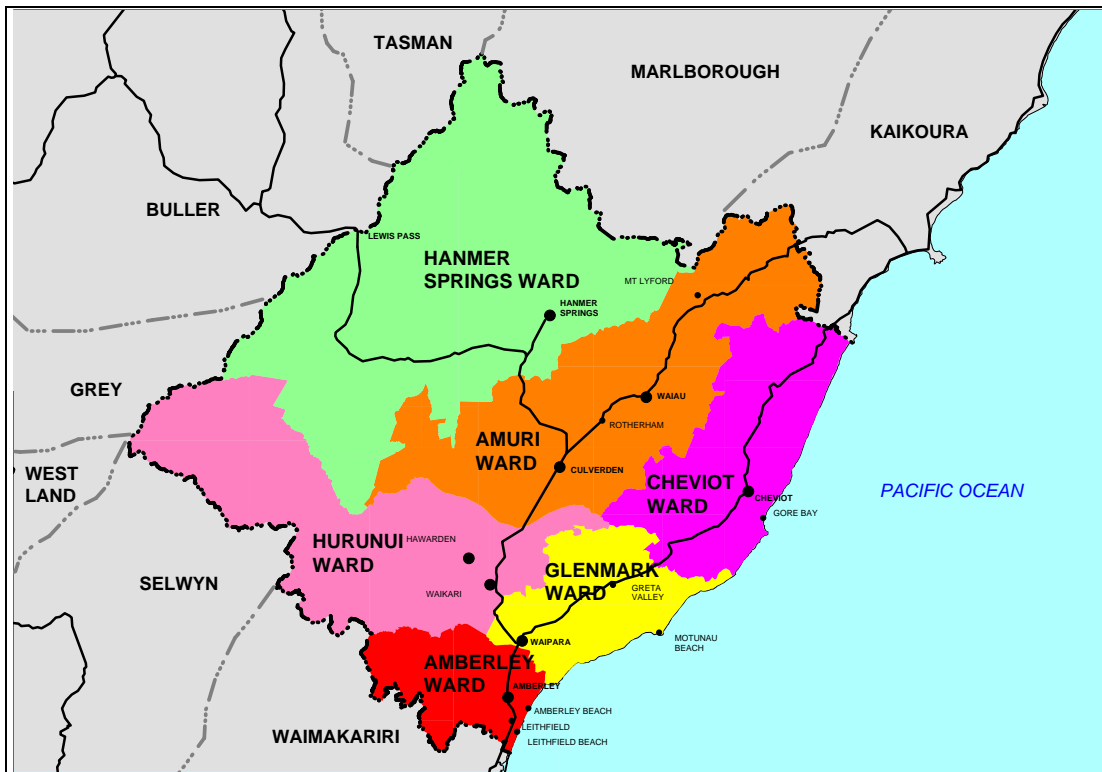 TASMAN
MARLBOROUGH
KAIKOURA
BULLER
LEWIS PASS
HANMER
SPRINGS WARD
MT LYFORD
HANMER
SPRINGS
GREY
WAIAU
ROTHERHAM
AMURI
WARD
CULVERDEN
WEST
LAND
CHEVIOT
WARD
CHEVIOT
PACIFIC OCEAN
GORE BAY
HURUNUI
WARD
HAWARDEN
SELWYN
GLENMARK
WARD
WAIKARI
GRETA
VALLEY
WAIPARA
MOTUNAU
BEACH
AMBERLEY
WARD
AMBERLEY
AMBERLEY BEACH
LEITHFIELD
WAIMAKARIRI
LEITHFIELD BEACH